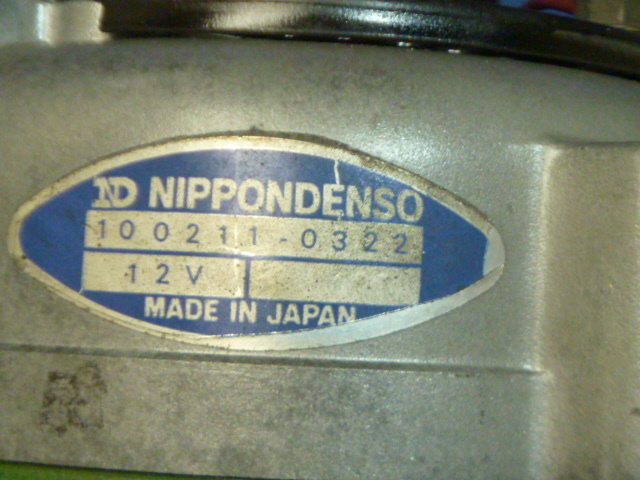 ND NIPPONDENSO
100211-0322
12V
MADE IN JAPAN